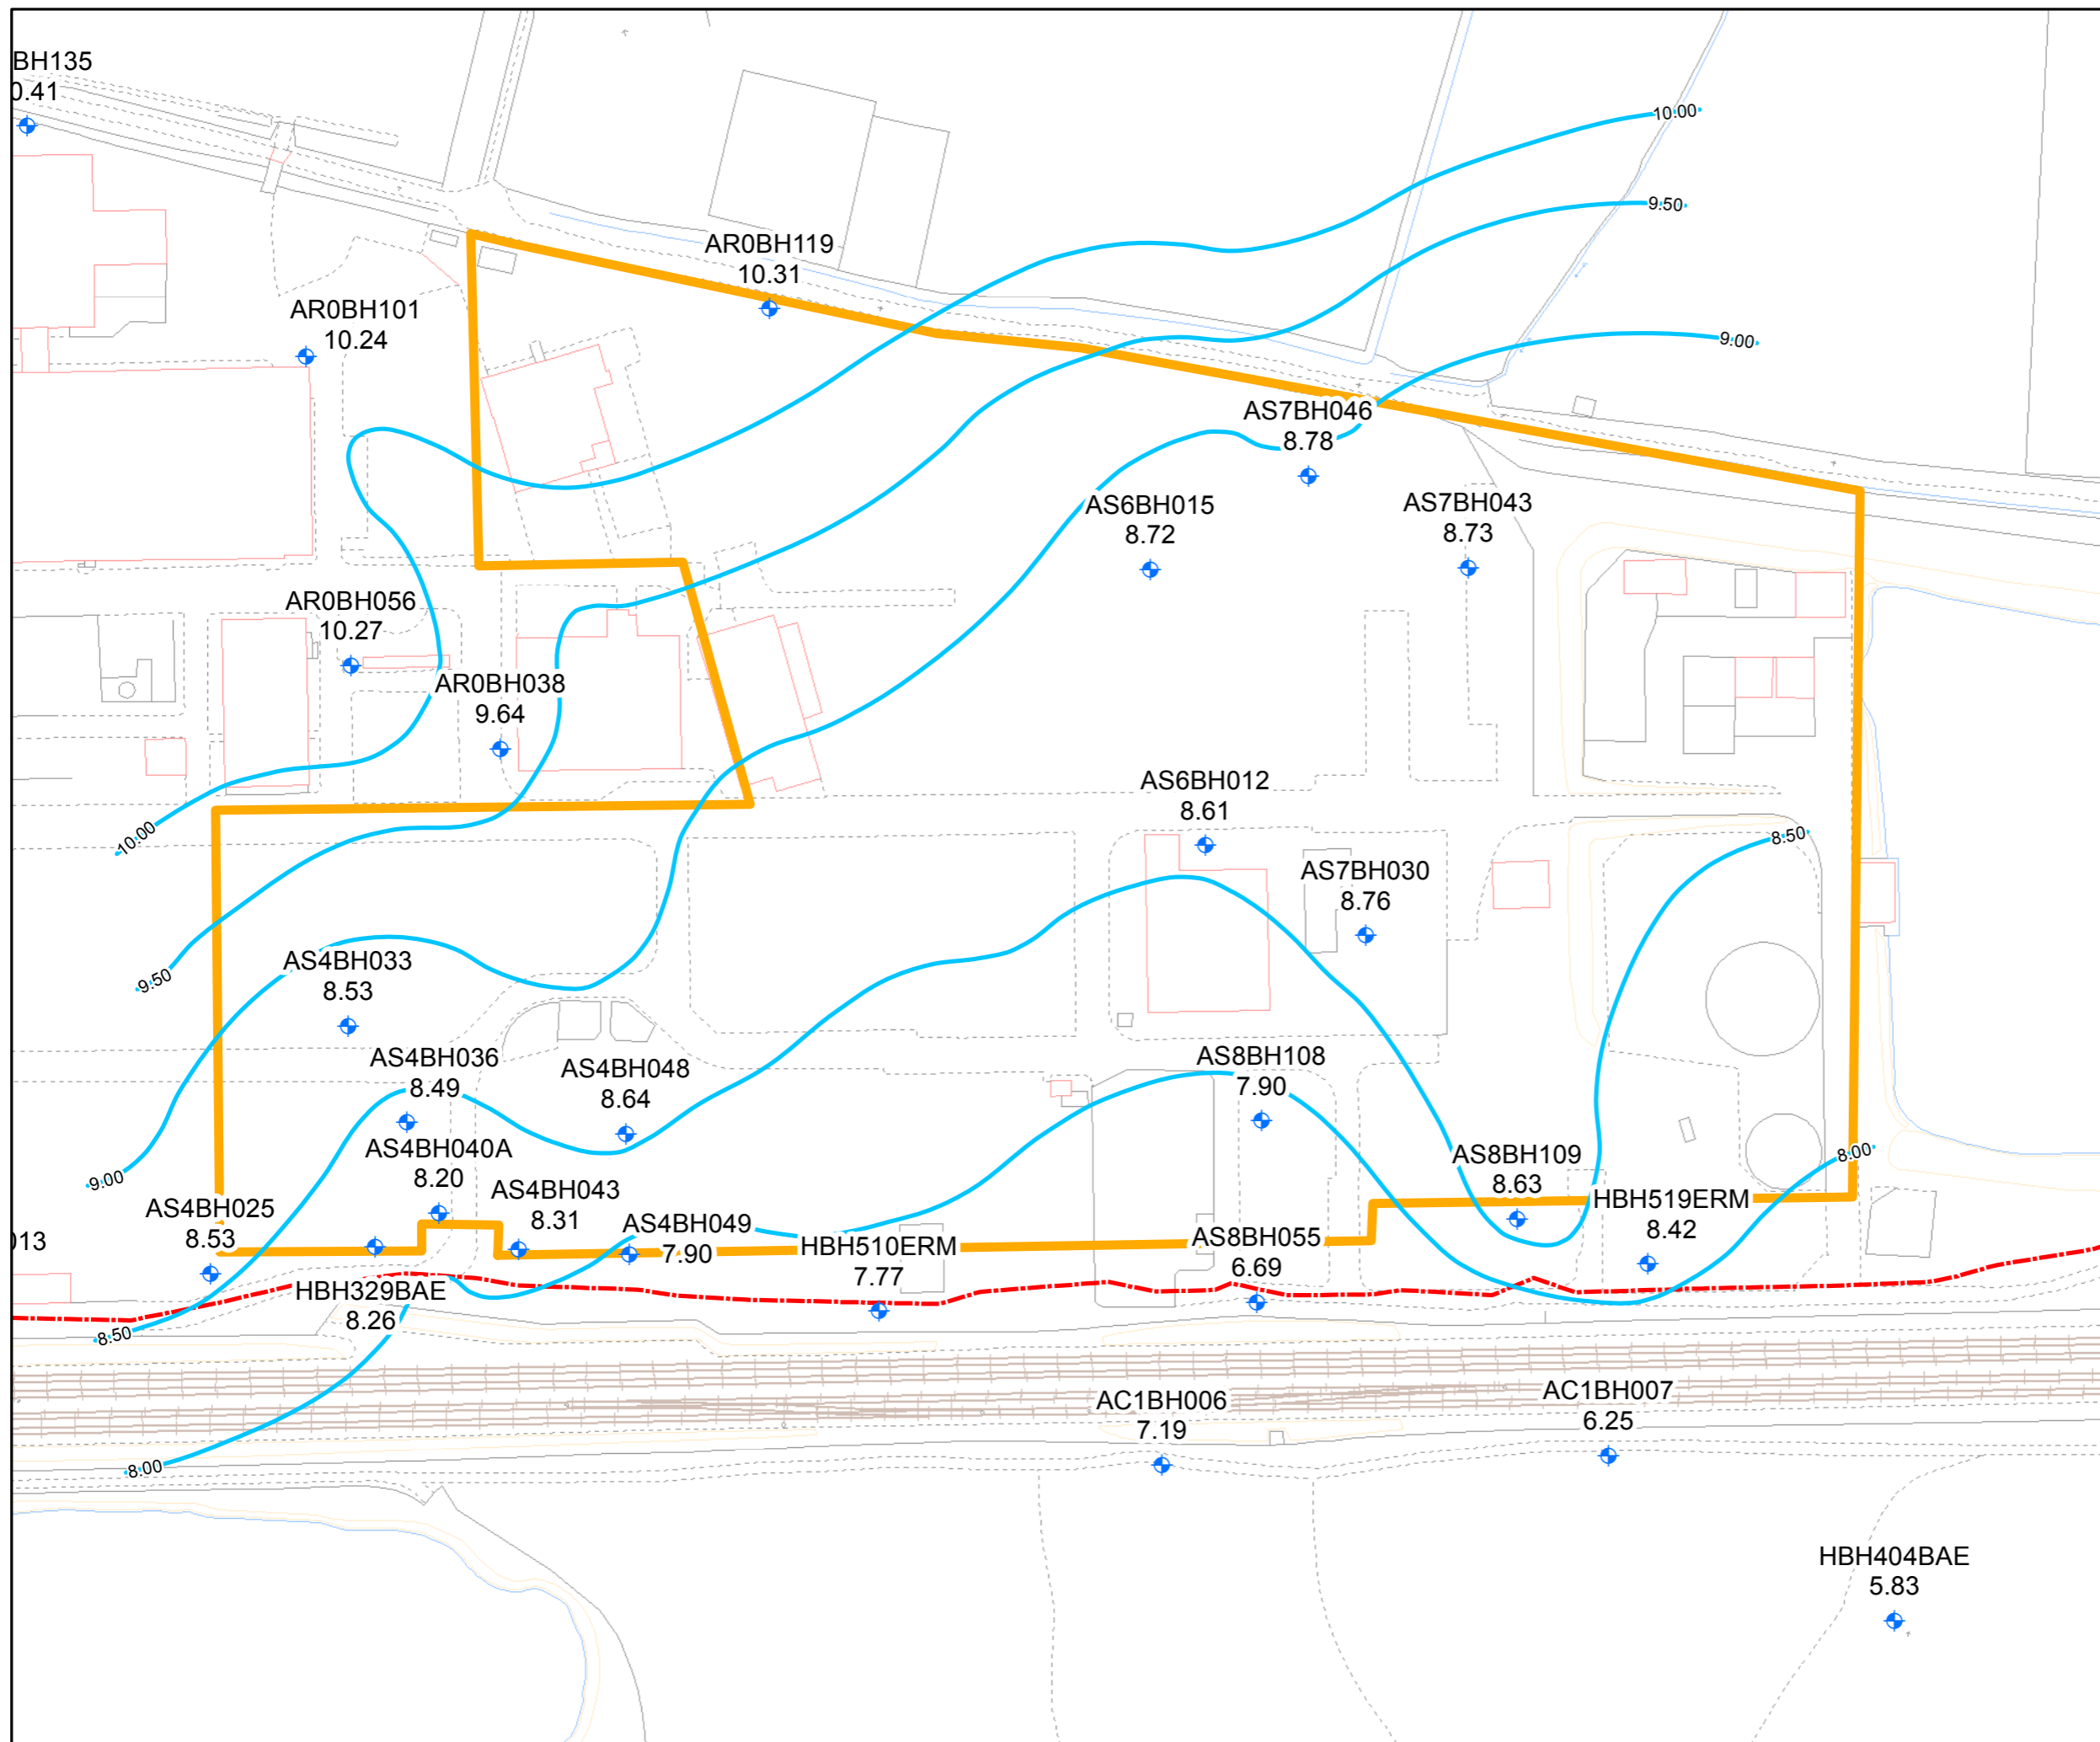 BH135
0.41
10.00
9.50
AR0BH119
10.31
AR0BH101
10.24
9.00
AS7BH046
8.78
AS6BH015
8.72
AS7BH043
8.73
AR0BH056
10.27
AR0BH038
9.64
AS6BH012
8.61
10.00
8.50
AS7BH030
8.76
9.50
AS4BH033
8.53
AS4BH036
8.49
AS4BH048
8.64
AS8BH108
7.90
9.00
AS4BH040A
8.20
AS8BH109
8.63
8.00
AS4BH025
8.53
AS4BH043
8.31
AS4BH049
7.90
HBH519ERM
8.42
013
HBH510ERM
7.77
AS8BH055
6.69
HBH329BAE
8.26
8.50
AC1BH006
7.19
AC1BH007
6.25
8.00
HBH404BAE
5.83